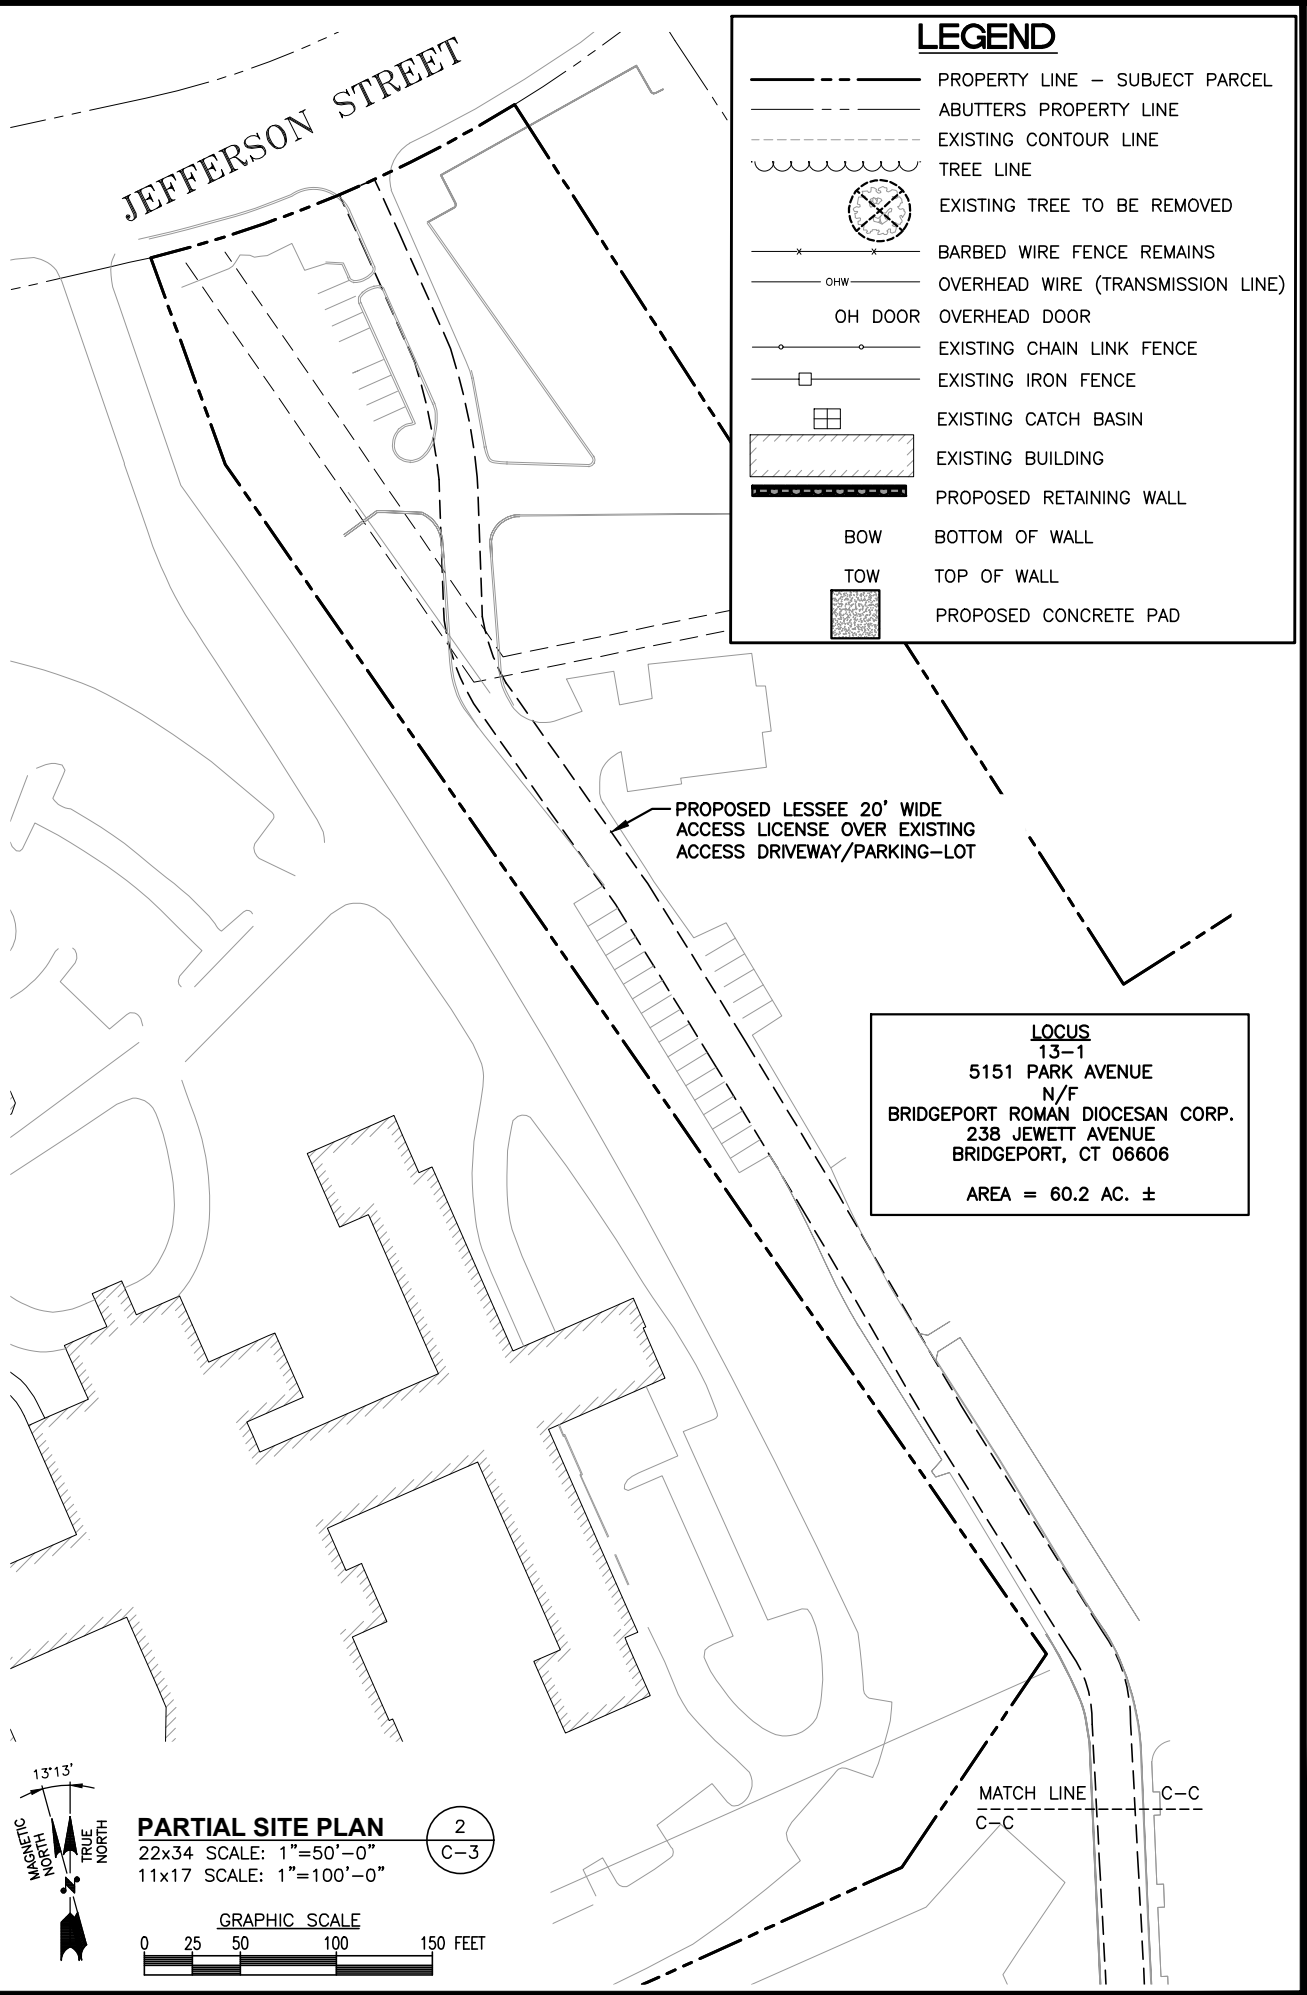 JEFFERSON STREET
LEGEND
PROPERTY LINE – SUBJECT PARCEL
ABUTTERS PROPERTY LINE
EXISTING CONTOUR LINE
TREE LINE
EXISTING TREE TO BE REMOVED
x x BARBED WIRE FENCE REMAINS
OHW OVERHEAD WIRE (TRANSMISSION LINE)
OH DOOR OVERHEAD DOOR
EXISTING CHAIN LINK FENCE
EXISTING IRON FENCE
EXISTING CATCH BASIN
EXISTING BUILDING
PROPOSED RETAINING WALL
BOW BOTTOM OF WALL
TOW TOP OF WALL
PROPOSED CONCRETE PAD
PROPOSED LESSEE 20' WIDE
ACCESS LICENSE OVER EXISTING
ACCESS DRIVEWAY/PARKING–LOT
LOCUS
13–1
5151 PARK AVENUE
N/F
BRIDGEPORT ROMAN DIOCESAN CORP.
238 JEWETT AVENUE
BRIDGEPORT, CT 06606
AREA = 60.2 AC. ±
MATCH LINE C–C
C–C
13°13'
MAGNETIC
NORTH
TRUE
NORTH
N
PARTIAL SITE PLAN
22x34 SCALE: 1"=50'–0"
11x17 SCALE: 1"=100'–0"
2
C–3
GRAPHIC SCALE
0 25 50 100 150 FEET